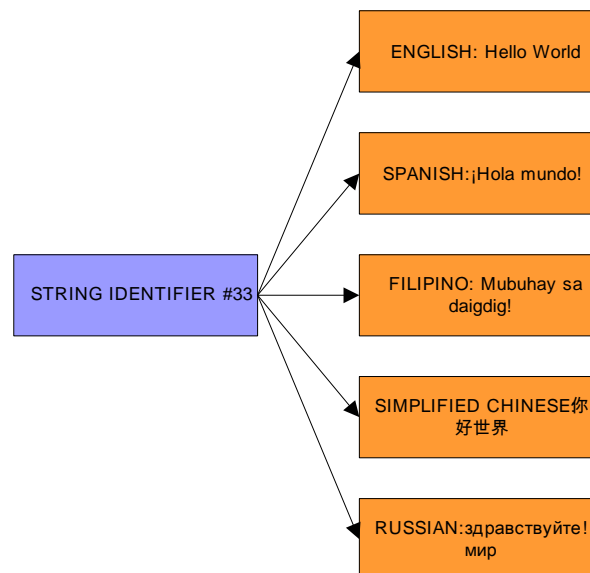 ENGLISH: Hello World
SPANISH:¡Hola mundo!
STRING IDENTIFIER #33
FILIPINO: Mubuhay sa
daigdig!
SIMPLIFIED CHINESE你
好世界
RUSSIAN:здравствуйте!
мир